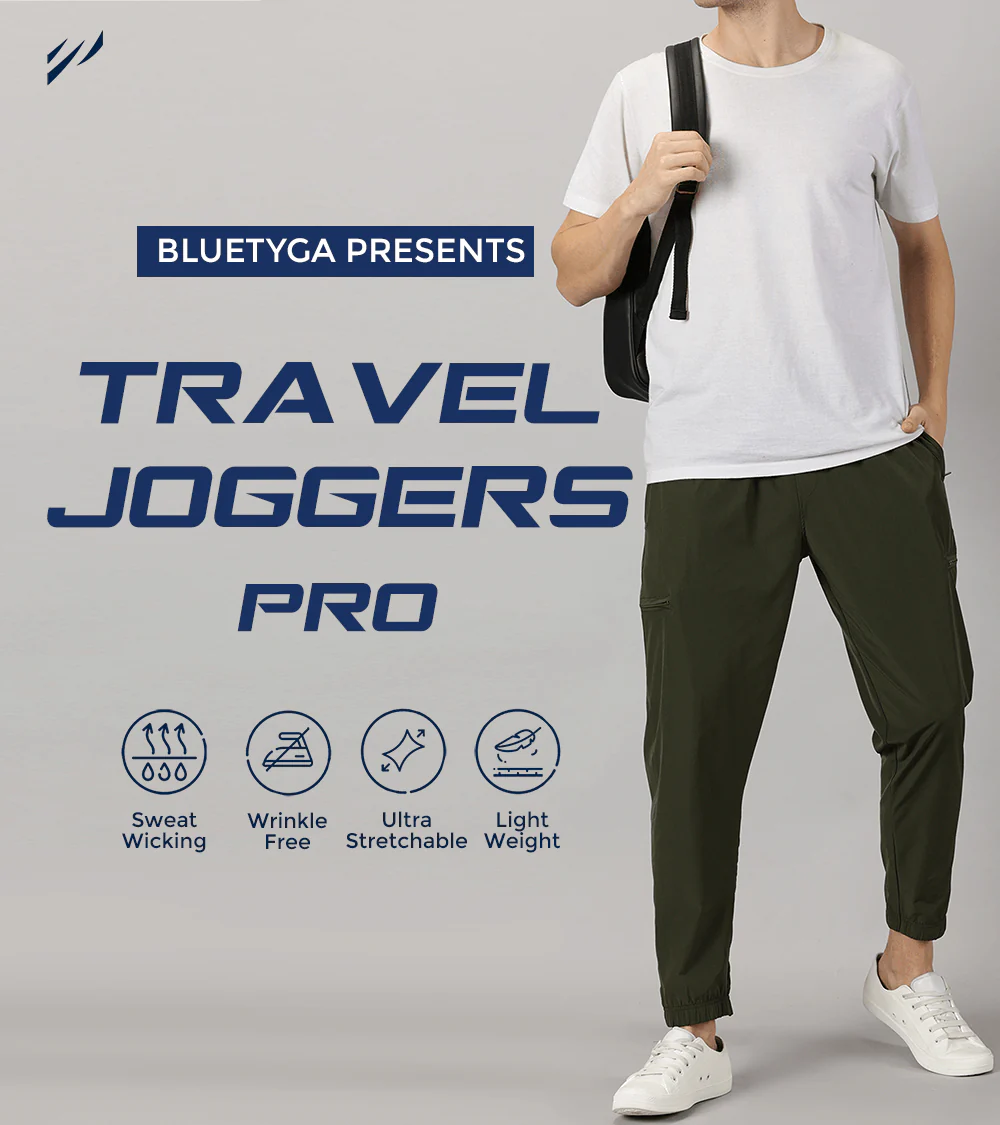 BLUETYGA PRESENTS
TRAVEL
JOGGERS
PRO
Sweat
Wicking
Wrinkle
Free
Ultra
Stretchable
Light
Weight